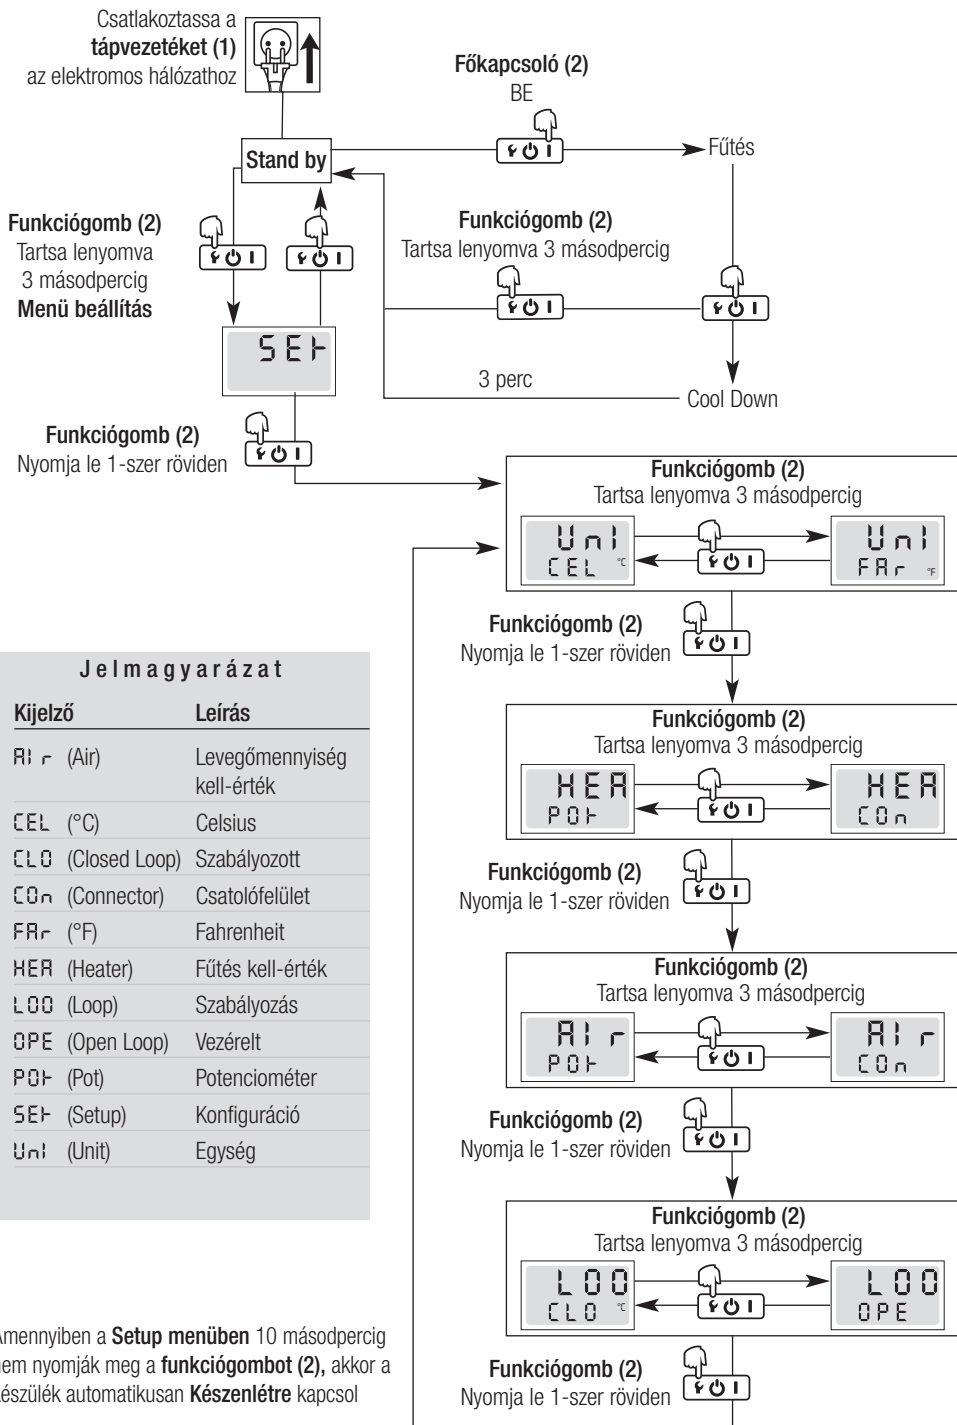 Csatlakoztassa a
tápvezetéket (1)
az elektromos hálózathoz
Főkapcsoló (2)
BE
Stand by
Fűtés
Funkciógomb (2)
Tartsa lenyomva
3 másodpercig
Menü beállítás
Funkciógomb (2)
Tartsa lenyomva 3 másodpercig
SEt
3 perc
Cool Down
Funkciógomb (2)
Nyomja le 1-szer röviden
Funkciógomb (2)
Tartsa lenyomva 3 másodpercig
UnI UnI
CEL °C FAr °F
Funkciógomb (2)
Nyomja le 1-szer röviden
Funkciógomb (2)
Tartsa lenyomva 3 másodpercig
HEA HEA
POt COn
Funkciógomb (2)
Nyomja le 1-szer röviden
Funkciógomb (2)
Tartsa lenyomva 3 másodpercig
AIr AIr
POt COn
Funkciógomb (2)
Nyomja le 1-szer röviden
Funkciógomb (2)
Tartsa lenyomva 3 másodpercig
LOO LOO
CLO °C OPE
Funkciógomb (2)
Nyomja le 1-szer röviden
Jelmagyarázat
Kijelző Leírás
AIr (Air) Levegőmennyiség
kell-érték
CEL (°C) Celsius
CLO (Closed Loop) Szabályozott
COn (Connector) Csatolófelület
FAr (°F) Fahrenheit
HEA (Heater) Fűtés kell-érték
LOO (Loop) Szabályozás
OPE (Open Loop) Vezérelt
POt (Pot) Potenciométer
SEt (Setup) Konfiguráció
UnI (Unit) Egység
Amennyiben a Setup menüben 10 másodpercig
nem nyomják meg a funkciógombot (2), akkor a
készülék automatikusan Készenlétre kapcsol